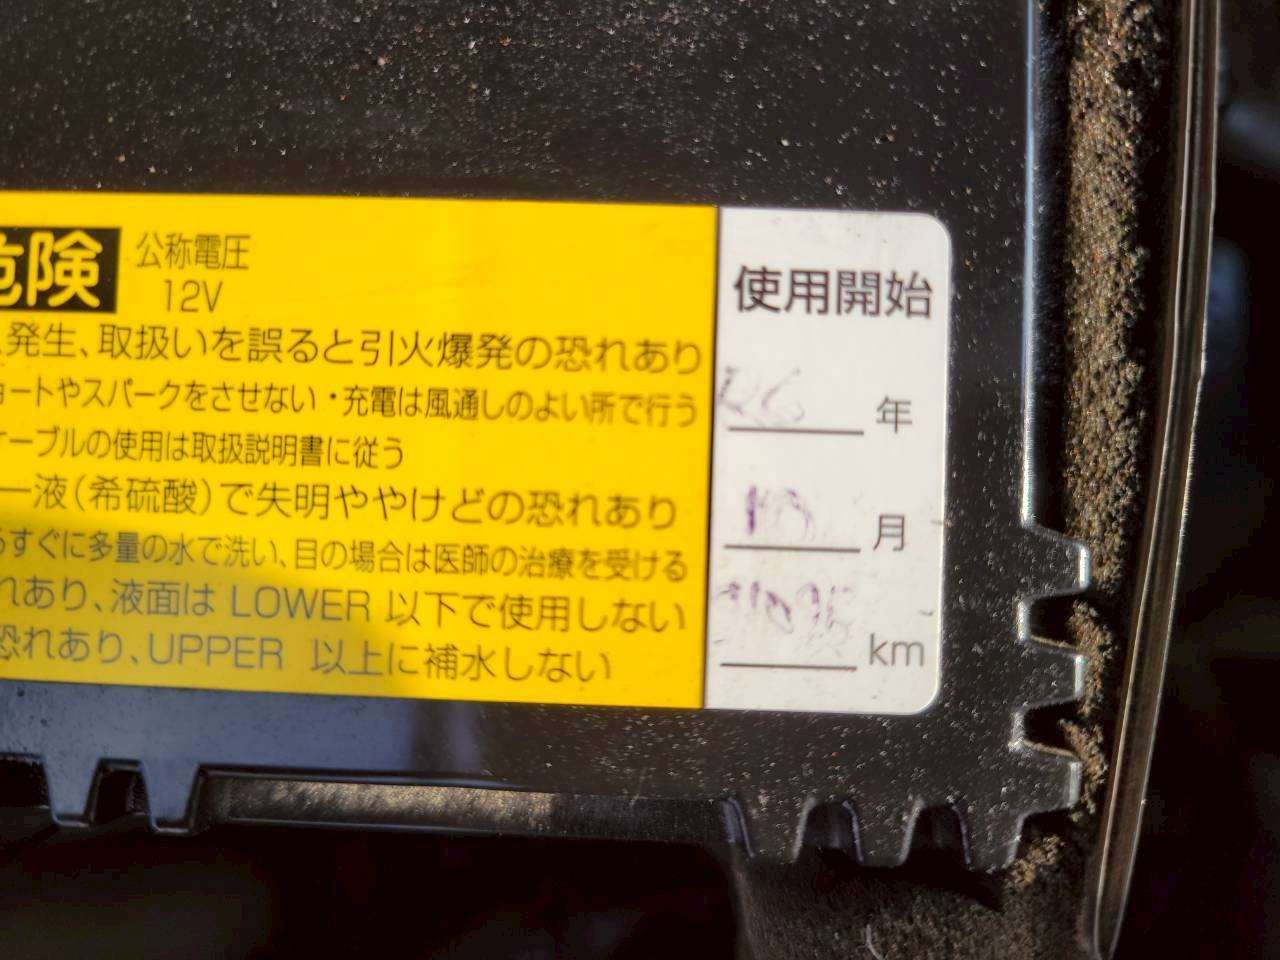 危険 公称電圧
12V
発生、取扱いを誤ると引火爆発の恐れあり
ョートやスパークをさせない・充電は風通しのよい所で行う
ケーブルの使用は取扱説明書に従う
ー液(希硫酸)で失明ややけどの恐れあり
らすぐに多量の水で洗い、目の場合は医師の治療を受ける
れあり、液面は LOWER 以下で使用しない
恐れあり、UPPER 以上に補水しない
使用開始
R6 年
月
km